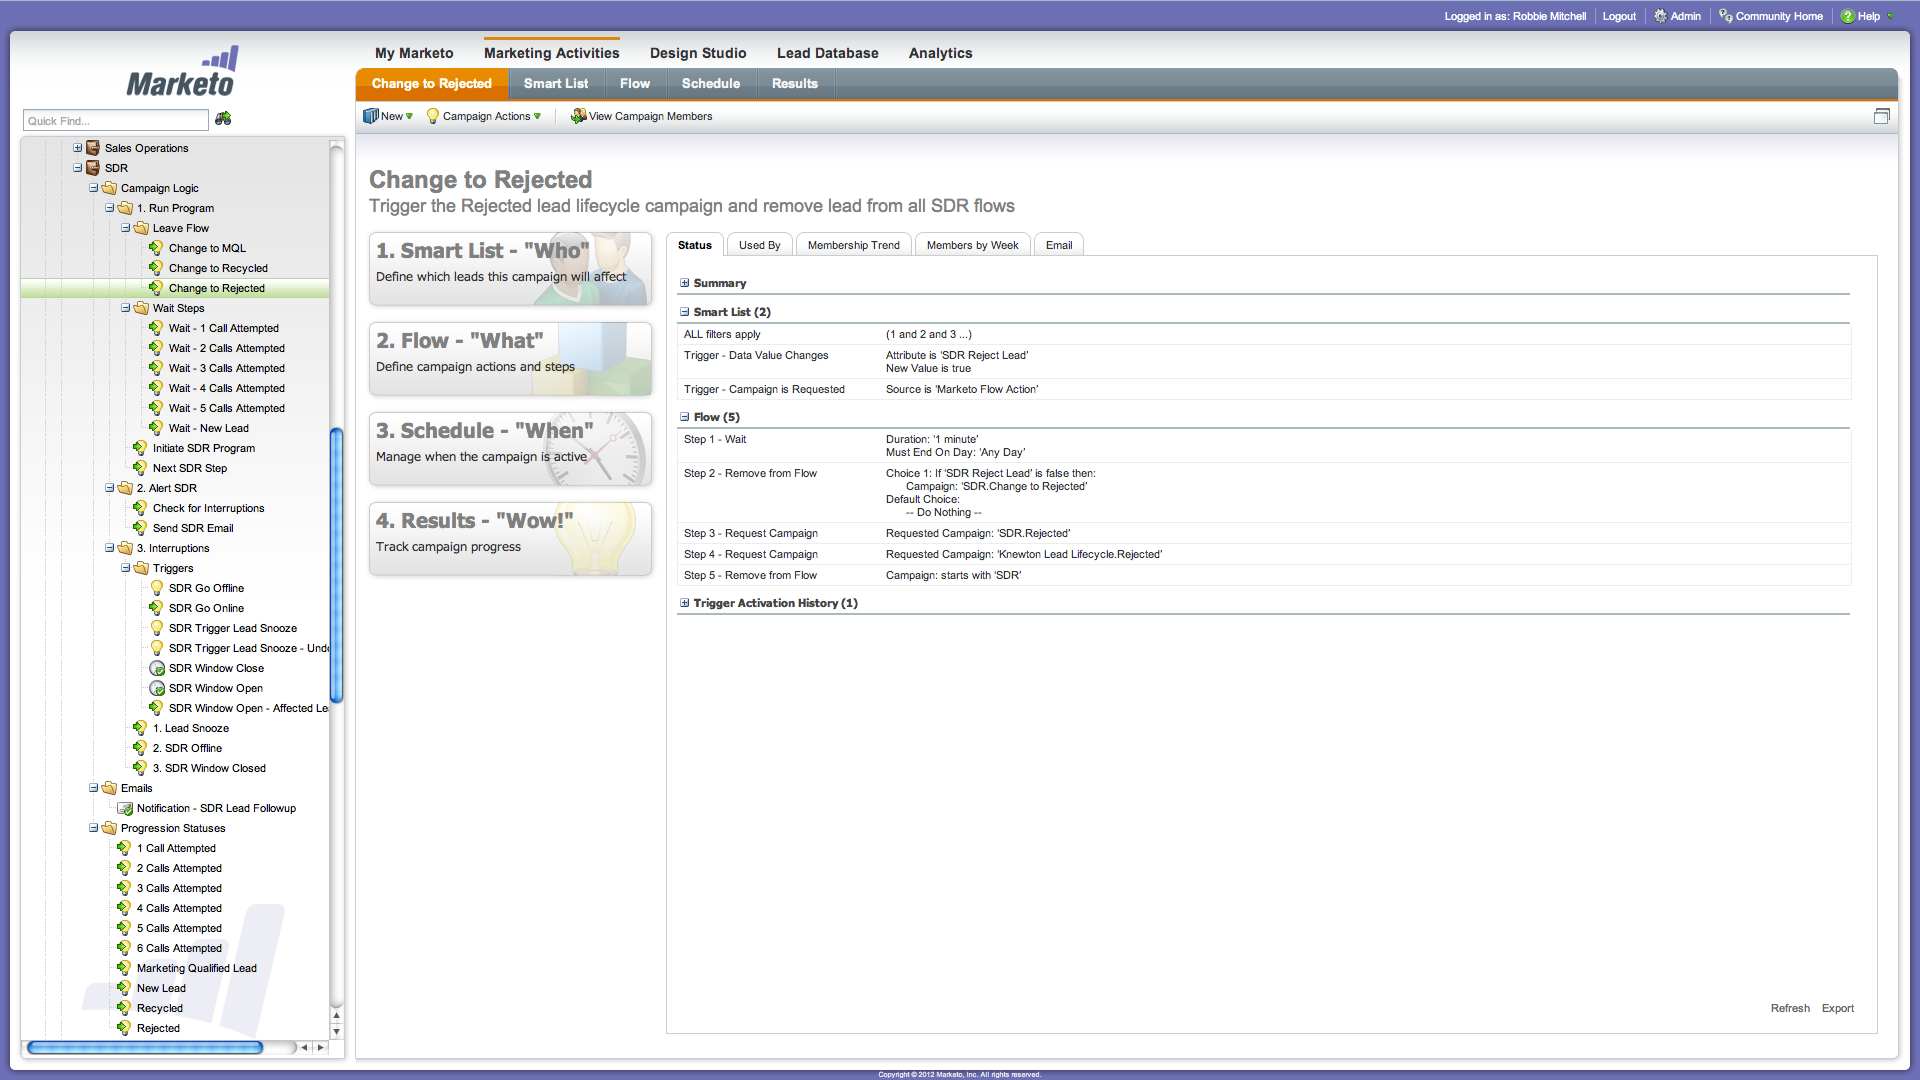 Logged in as: Robbie Mitchell
Logout
Admin
Community Home
Help
Marketo
My Marketo
Marketing Activities
Design Studio
Lead Database
Analytics
Change to Rejected
Smart List
Flow
Schedule
Results
Quick Find...
New
Campaign Actions
View Campaign Members
Sales Operations
SDR
Campaign Logic
1. Run Program
Leave Flow
Change to MQL
Change to Recycled
Change to Rejected
Wait Steps
Wait - 1 Call Attempted
Wait - 2 Calls Attempted
Wait - 3 Calls Attempted
Wait - 4 Calls Attempted
Wait - 5 Calls Attempted
Wait - New Lead
Initiate SDR Program
Next SDR Step
2. Alert SDR
Check for Interruptions
Send SDR Email
3. Interruptions
Triggers
SDR Go Offline
SDR Go Online
SDR Trigger Lead Snooze
SDR Trigger Lead Snooze - Undo
SDR Window Close
SDR Window Open
SDR Window Open - Affected Le
1. Lead Snooze
2. SDR Offline
3. SDR Window Closed
Emails
Notification - SDR Lead Followup
Progression Statuses
1 Call Attempted
2 Calls Attempted
3 Calls Attempted
4 Calls Attempted
5 Calls Attempted
6 Calls Attempted
Marketing Qualified Lead
New Lead
Recycled
Rejected
Change to Rejected
Trigger the Rejected lead lifecycle campaign and remove lead from all SDR flows
1. Smart List - "Who"
Define which leads this campaign will affect
2. Flow - "What"
Define campaign actions and steps
3. Schedule - "When"
Manage when the campaign is active
4. Results - "Wow!"
Track campaign progress
Status
Used By
Membership Trend
Members by Week
Email
Summary
Smart List (2)
ALL filters apply (1 and 2 and 3 ...)
Trigger - Data Value Changes Attribute is 'SDR Reject Lead'
New Value is true
Trigger - Campaign is Requested Source is 'Marketo Flow Action'
Flow (5)
Step 1 - Wait Duration: '1 minute'
Must End On Day: 'Any Day'
Step 2 - Remove from Flow Choice 1: If 'SDR Reject Lead' is false then:
Campaign: 'SDR.Change to Rejected'
Default Choice:
-- Do Nothing --
Step 3 - Request Campaign Requested Campaign: 'SDR.Rejected'
Step 4 - Request Campaign Requested Campaign: 'Knewton Lead Lifecycle.Rejected'
Step 5 - Remove from Flow Campaign: starts with 'SDR'
Trigger Activation History (1)
Refresh
Export
Copyright © 2012 Marketo, Inc. All rights reserved.